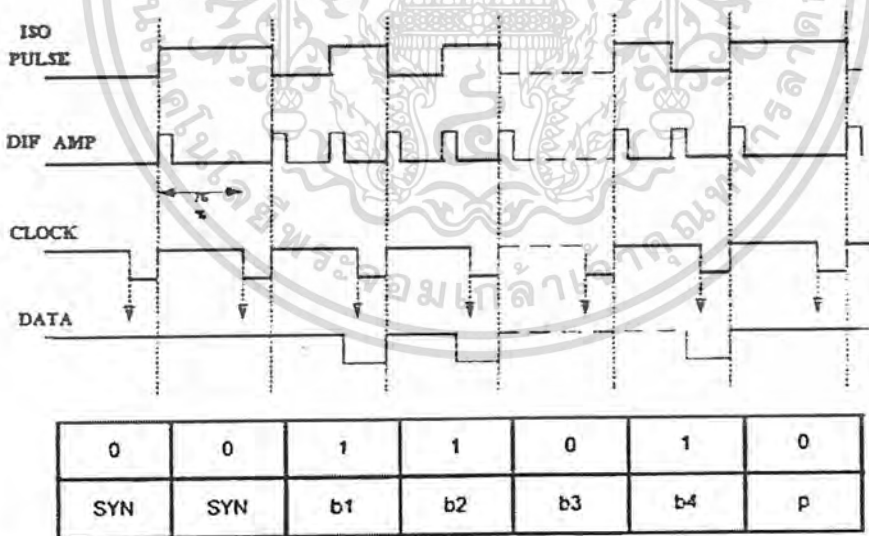 ISO
PULSE
DIF AMP
CLOCK
DATA
0 0 1 1 0 1 0
SYN SYN b1 b2 b3 b4 p